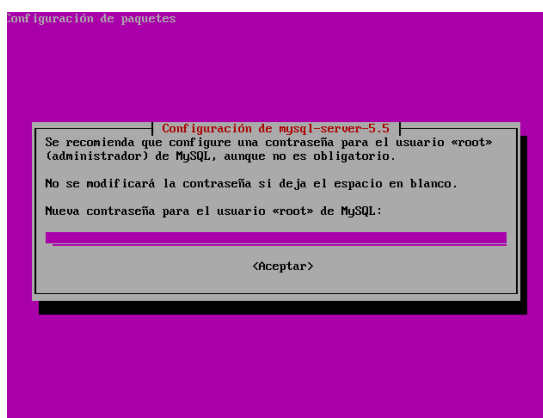 Configuración de paquetes
Configuración de mysql-server-5.5
Se recomienda que configure una contraseña para el usuario «root»
(administrador) de MySQL, aunque no es obligatorio.
No se modificará la contraseña si deja el espacio en blanco.
Nueva contraseña para el usuario «root» de MySQL:
<Aceptar>